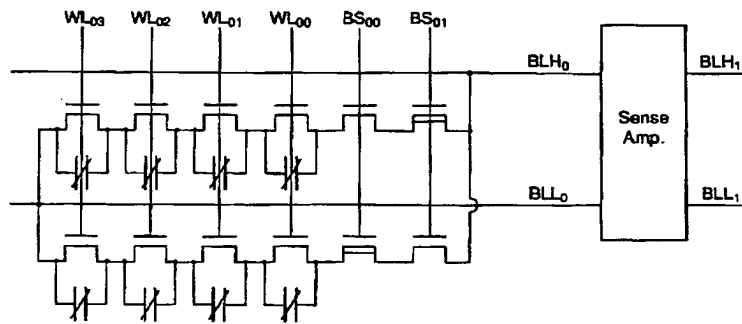 WL03 WL02 WL01 WL00 BS00 BS01
BLH0 BLH1
Sense
Amp.
BLL0 BLL1